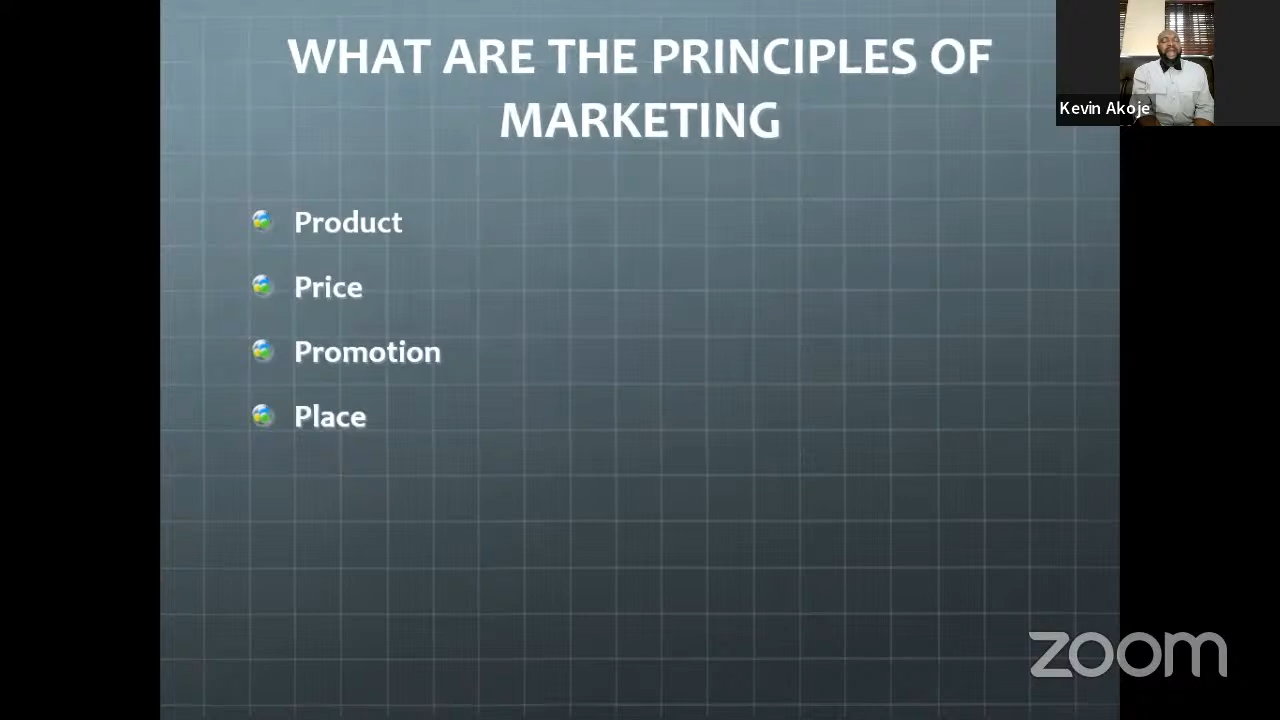 WHAT ARE THE PRINCIPLES OF
MARKETING
Kevin Akoje
Product
Price
Promotion
Place
zoom